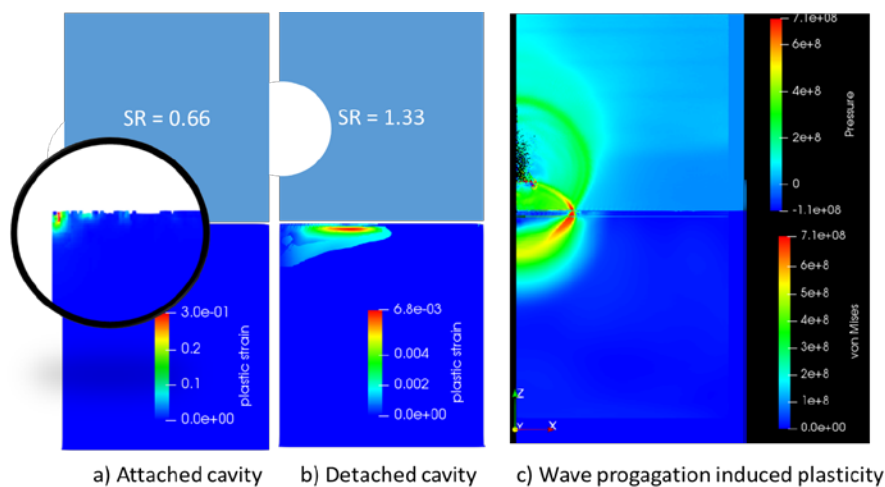 SR = 0.66
3.0e-01
0.2
0.1
0.0e+00
plastic strain
SR = 1.33
6.8e-03
0.004
0.002
0.0e+00
plastic strain
7.1e+08
6e+8
4e+8
2e+8
0
-1.1e+08
Pressure
7.1e+08
6e+8
5e+8
4e+8
3e+8
2e+8
1e+8
0.0e+00
von Mises
Z
Y
X
a) Attached cavity
b) Detached cavity
c) Wave progagation induced plasticity